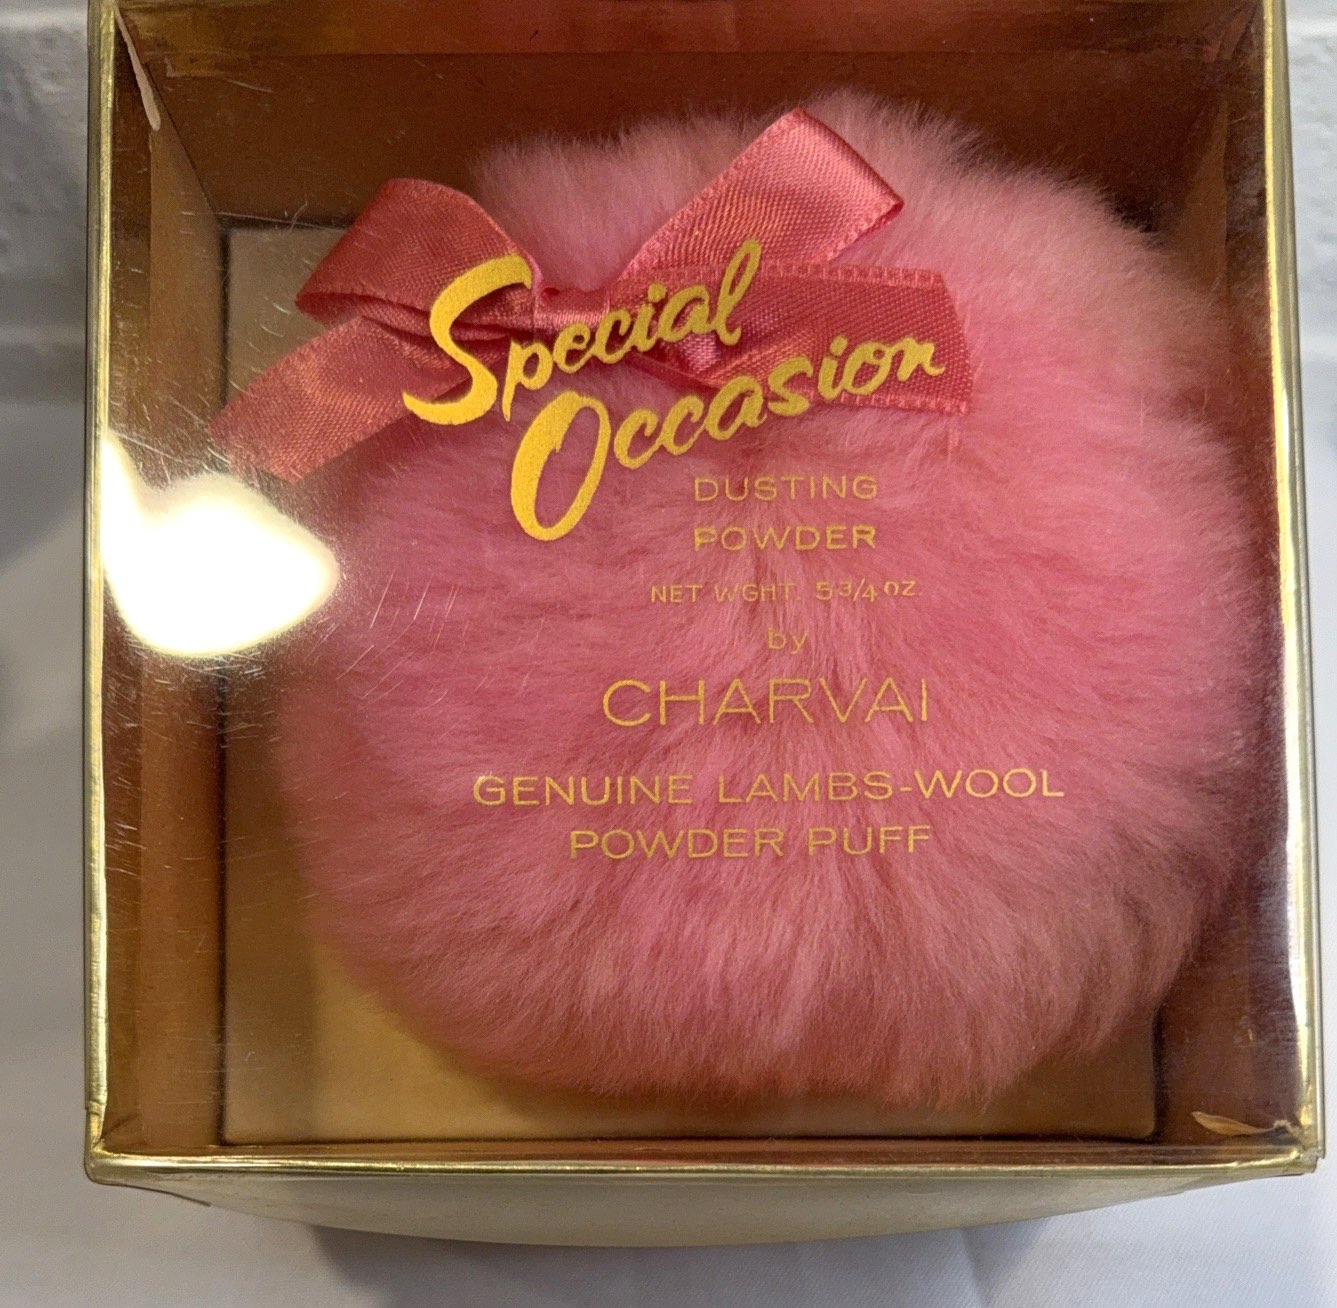 Special
Occasion
DUSTING
POWDER
NET WGHT. 5 3/4 OZ
by
CHARVAI
GENUINE LAMBS-WOOL
POWDER PUFF